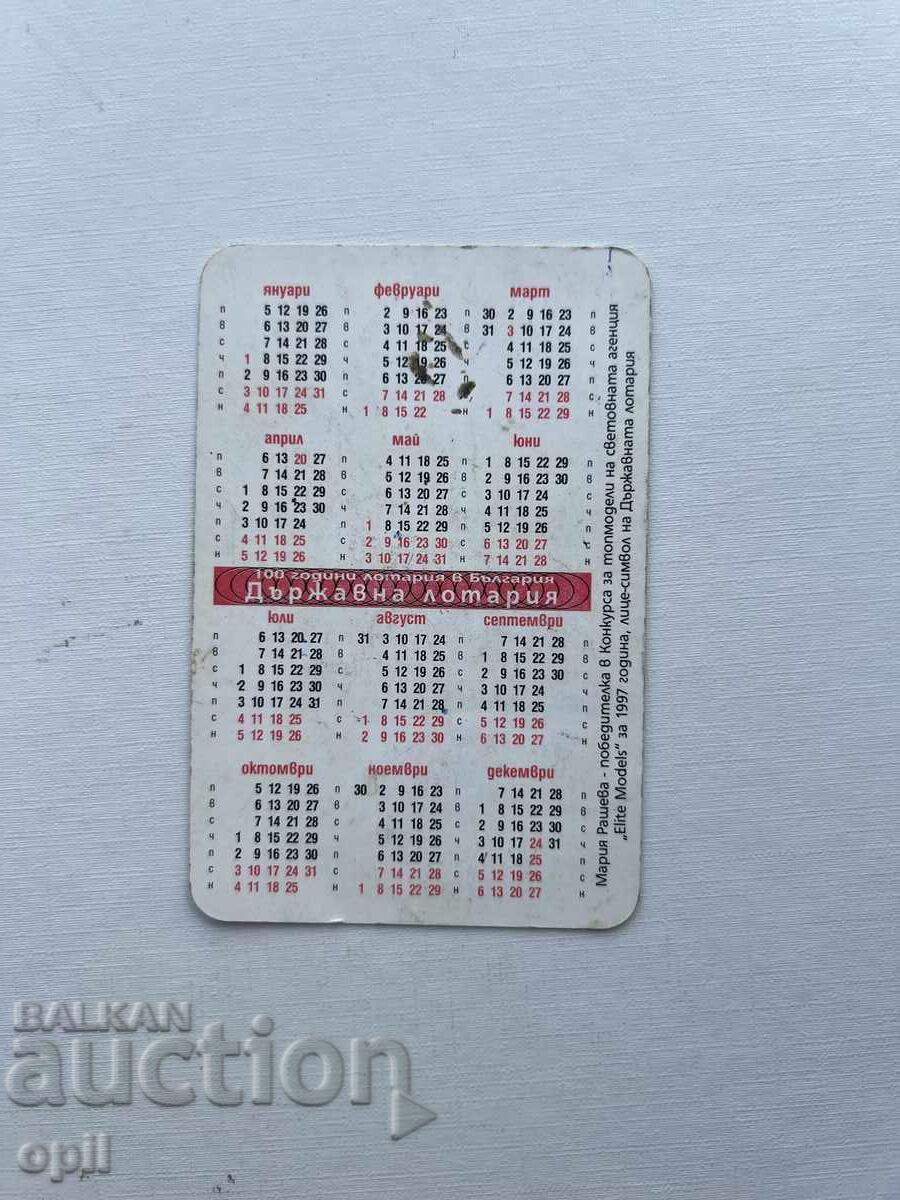 януари февруари март
п 5 12 19 26 п 2 9 16 23 п 30 2 9 16 23 п
в 6 13 20 27 в 3 10 17 24 в 31 3 10 17 24 в
с 7 14 21 28 с 4 11 18 25 с 4 11 18 25 с
ч 1 8 15 22 29 ч 5 12 19 26 ч 5 12 19 26 ч
п 2 9 16 23 30 п 6 13 20 27 п 6 13 20 27 п
с 3 10 17 24 31 с 7 14 21 28 с 7 14 21 28 с
н 4 11 18 25 н 1 8 15 22 н 1 8 15 22 29 н
април май юни
п 6 13 20 27 п 4 11 18 25 п 1 8 15 22 29 п
в 7 14 21 28 в 5 12 19 26 в 2 9 16 23 30 в
с 1 8 15 22 29 с 6 13 20 27 с 3 10 17 24 с
ч 2 9 16 23 30 ч 7 14 21 28 ч 4 11 18 25 ч
п 3 10 17 24 п 1 8 15 22 29 п 5 12 19 26 п
с 4 11 18 25 с 2 9 16 23 30 с 6 13 20 27 с
н 5 12 19 26 н 3 10 17 24 31 н 7 14 21 28 н
100 години лотария в България
Държавна лотария
юли август септември
п 6 13 20 27 п 31 3 10 17 24 п 7 14 21 28 п
в 7 14 21 28 в 4 11 18 25 в 1 8 15 22 29 в
с 1 8 15 22 29 с 5 12 19 26 с 2 9 16 23 30 с
ч 2 9 16 23 30 ч 6 13 20 27 ч 3 10 17 24 ч
п 3 10 17 24 31 п 7 14 21 28 п 4 11 18 25 п
с 4 11 18 25 с 1 8 15 22 29 с 5 12 19 26 с
н 5 12 19 26 н 2 9 16 23 30 н 6 13 20 27 н
октомври ноември декември
п 5 12 19 26 п 30 2 9 16 23 п 7 14 21 28 п
в 6 13 20 27 в 3 10 17 24 в 1 8 15 22 29 в
с 7 14 21 28 с 4 11 18 25 с 2 9 16 23 30 с
ч 1 8 15 22 29 ч 5 12 19 26 ч 3 10 17 24 31 ч
п 2 9 16 23 30 п 6 13 20 27 п 4 11 18 25 п
с 3 10 17 24 31 с 7 14 21 28 с 5 12 19 26 с
н 4 11 18 25 н 1 8 15 22 29 н 6 13 20 27 н
Мария Рашева - победителка в Конкурса за топмодели на световната агенция
„Elite Models" за 1997 година, лице-символ на Държавната лотария
BALKAN
auction
opll